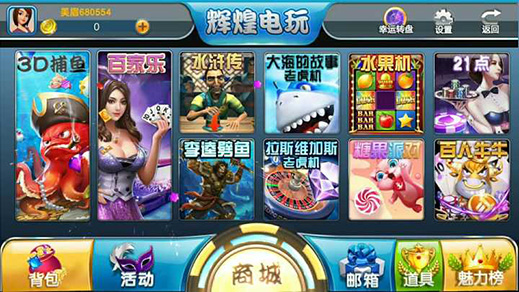 美眉680554
0
辉煌电玩
幸运转盘
设置
返回
3D捕鱼
百家乐
水浒传
大海的故事
老虎机
水果机
BAR
BAR
BAR
21点
李逵劈鱼
拉斯维加斯
老虎机
糖果派对
百人牛牛
背包
活动
商城
邮箱
道具
魅力榜